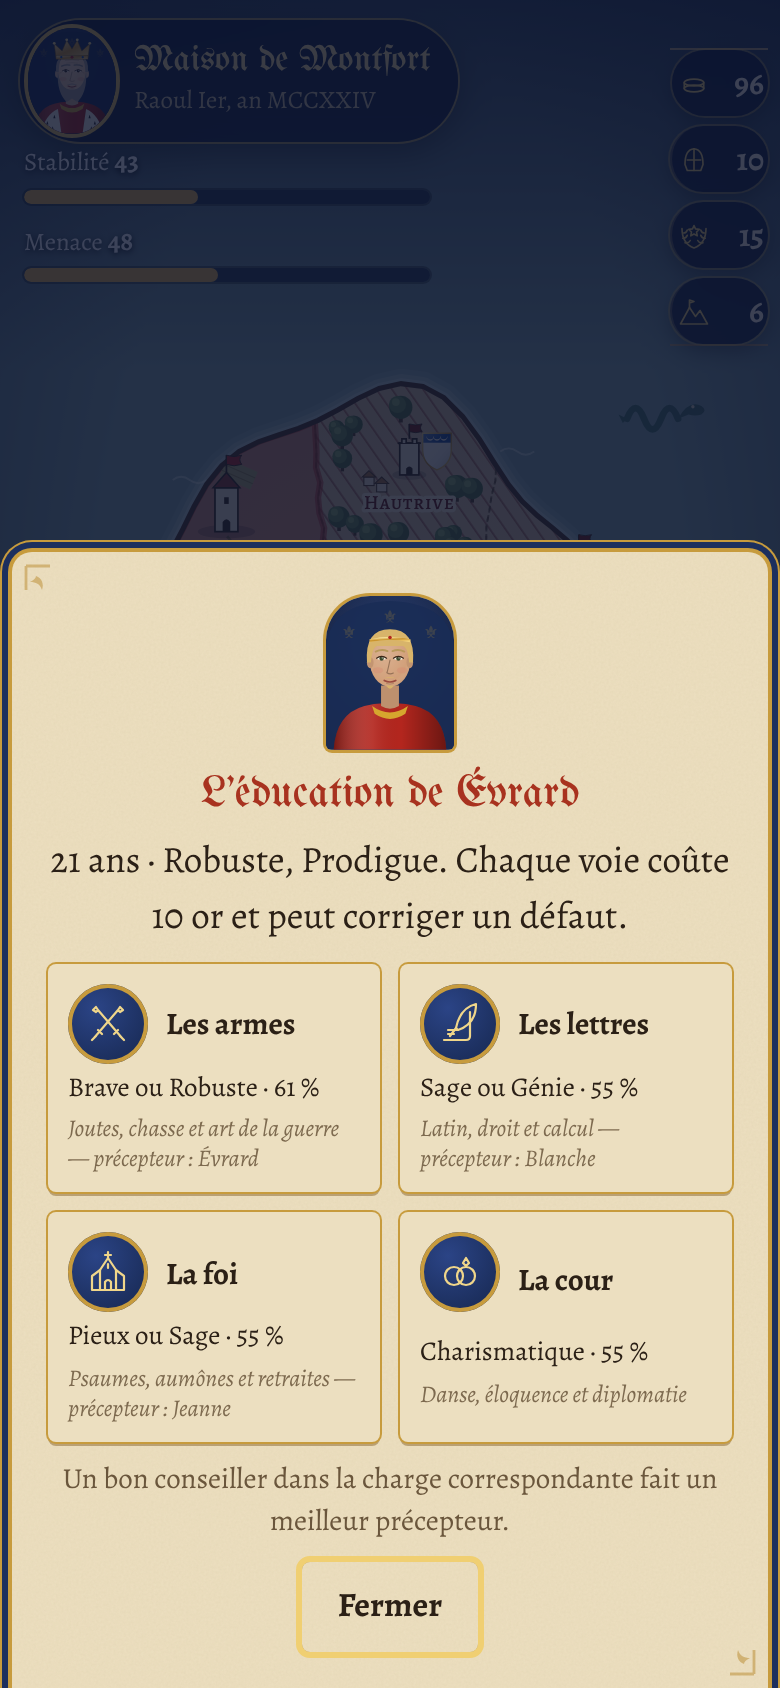 Maison de Montfort
Raoul Ier, an MCCXXIV
96
10
15
6
Stabilité 43
Menace 48
HAUTRIVE
L'éducation de Évrard
21 ans · Robuste, Prodigue. Chaque voie coûte
10 or et peut corriger un défaut.
Les armes
Brave ou Robuste · 61 %
Joutes, chasse et art de la guerre
— précepteur : Évrard
Les lettres
Sage ou Génie · 55 %
Latin, droit et calcul —
précepteur : Blanche
La foi
Pieux ou Sage · 55 %
Psaumes, aumônes et retraites —
précepteur : Jeanne
La cour
Charismatique · 55 %
Danse, éloquence et diplomatie
Un bon conseiller dans la charge correspondante fait un
meilleur précepteur.
Fermer